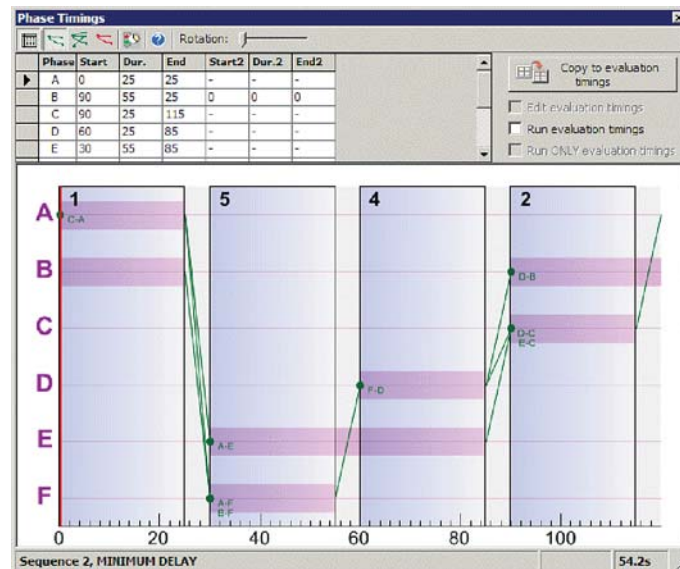 Phase Timings
Rotation:
Phase Start Dur. End Start2 Dur.2 End2
A 0 25 25 - - -
B 90 55 25 0 0 0
C 90 25 115 - - -
D 60 25 85 - - -
E 30 55 85 - - -
Copy to evaluation timings
Edit evaluation timings
Run evaluation timings
Run ONLY evaluation timings
1 5 4 2
A
C-A
B
D-B
C
D-C
E-C
D
F-D
E
A-E
F
A-F
B-F
0 20 40 60 80 100
Sequence 2, MINIMUM DELAY
54.2s